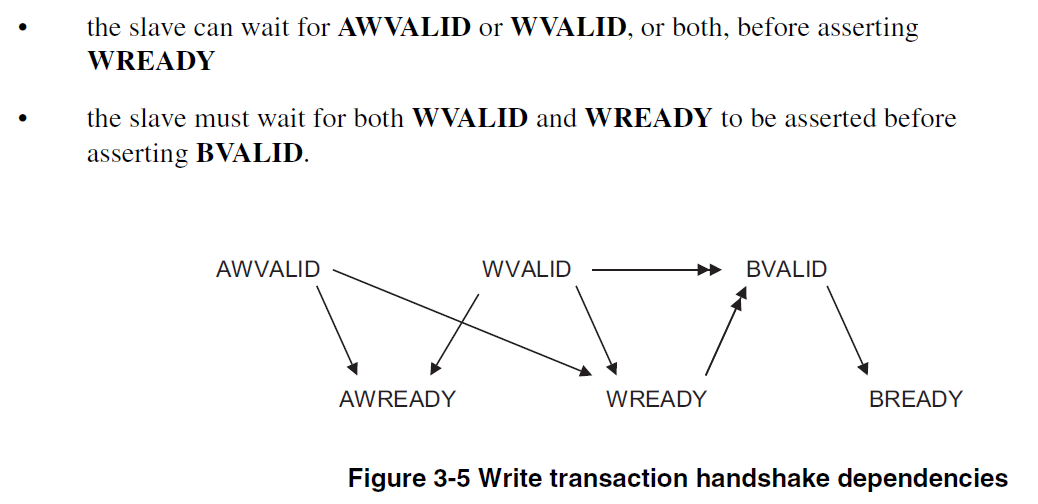 • the slave can wait for AWVALID or WVALID, or both, before asserting
WREADY
• the slave must wait for both WVALID and WREADY to be asserted before
asserting BVALID.
AWVALID WVALID BVALID
AWREADY WREADY BREADY
Figure 3-5 Write transaction handshake dependencies